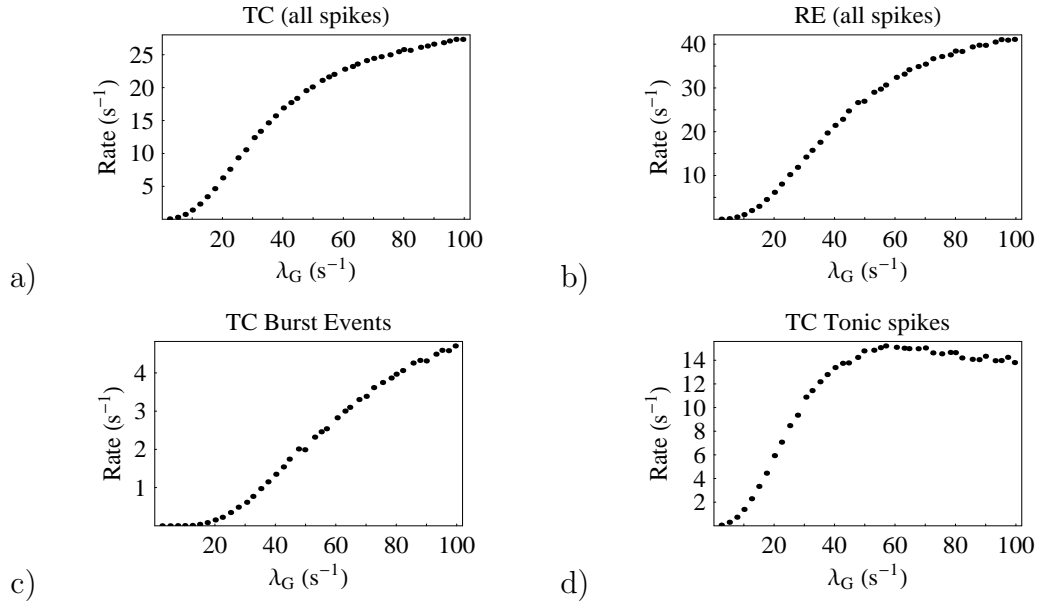 TC (all spikes)
Rate (s⁻¹)
25
20
15
10
5
20 40 60 80 100
λG (s⁻¹)
a)
RE (all spikes)
Rate (s⁻¹)
40
30
20
10
20 40 60 80 100
λG (s⁻¹)
b)
TC Burst Events
Rate (s⁻¹)
4
3
2
1
20 40 60 80 100
λG (s⁻¹)
c)
TC Tonic spikes
Rate (s⁻¹)
14
12
10
8
6
4
2
20 40 60 80 100
λG (s⁻¹)
d)